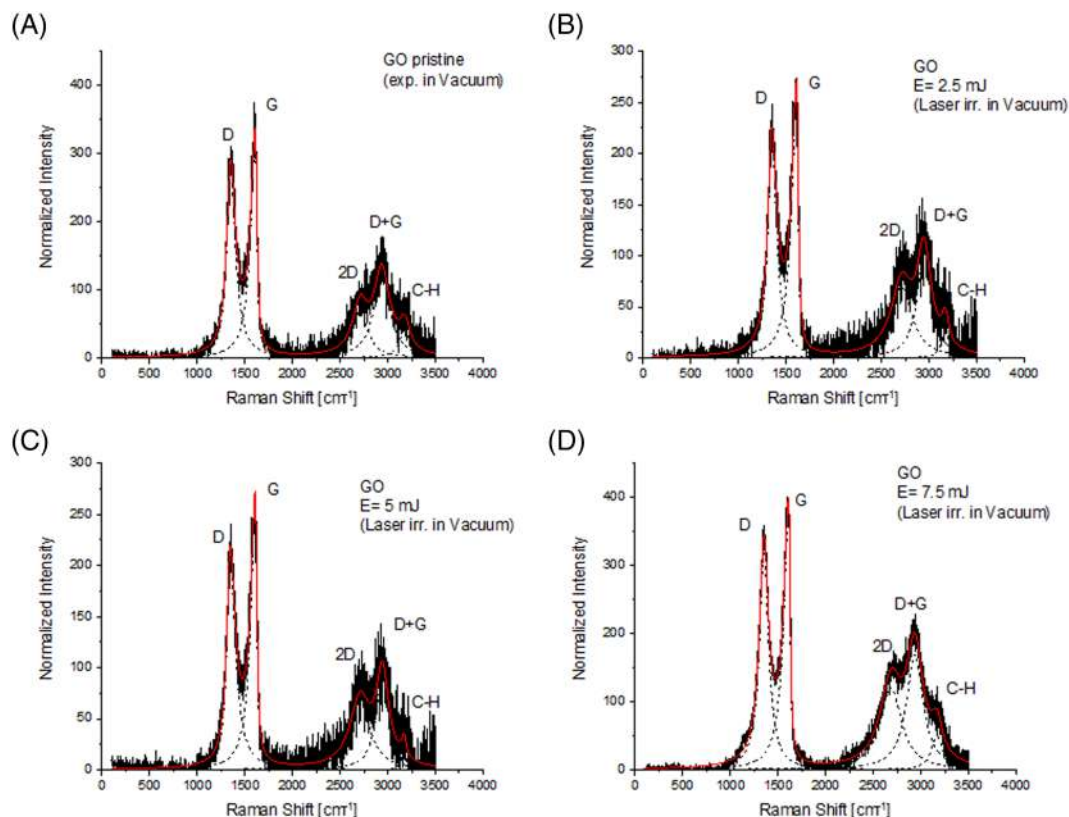 (A)
GO pristine
(exp. in Vacuum)
D
G
2D
D+G
C-H
Normalized Intensity
400
300
200
100
0
0 500 1000 1500 2000 2500 3000 3500 4000
Raman Shift [cm⁻¹]
(B)
GO
E= 2.5 mJ
(Laser irr. in Vacuum)
D
G
2D
D+G
C-H
Normalized Intensity
300
250
200
150
100
50
0
0 500 1000 1500 2000 2500 3000 3500 4000
Raman Shift [cm⁻¹]
(C)
GO
E= 5 mJ
(Laser irr. in Vacuum)
D
G
2D
D+G
C-H
Normalized Intensity
300
250
200
150
100
50
0
0 500 1000 1500 2000 2500 3000 3500 4000
Raman Shift [cm⁻¹]
(D)
GO
E= 7.5 mJ
(Laser irr. in Vacuum)
D
G
2D
D+G
C-H
Normalized Intensity
400
300
200
100
0
0 500 1000 1500 2000 2500 3000 3500 4000
Raman Shift [cm⁻¹]